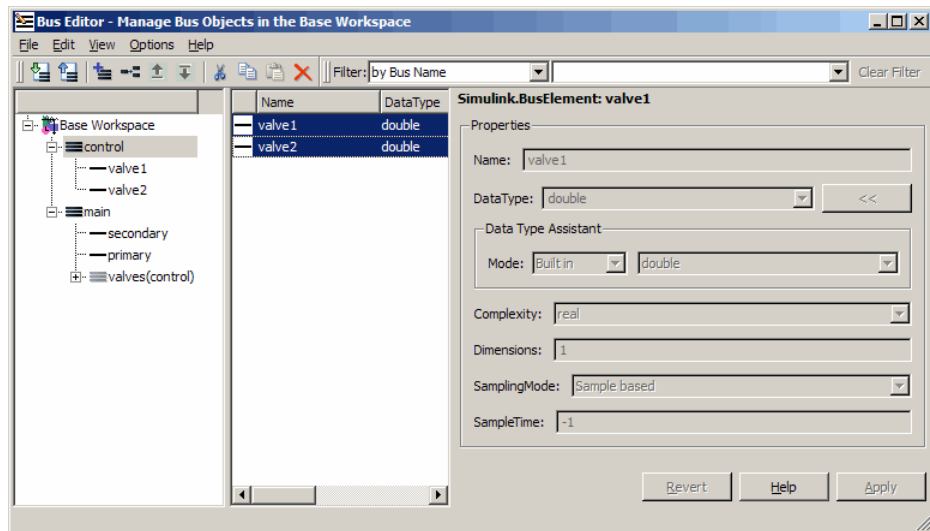 Bus Editor - Manage Bus Objects in the Base Workspace
File Edit View Options Help
Filter: by Bus Name Clear Filter
Name DataType
Base Workspace
control
valve1
valve2
main
secondary
primary
valves(control)
valve1 double
valve2 double
Simulink.BusElement: valve1
Properties
Name: valve1
DataType: double <<
Data Type Assistant
Mode: Built in double
Complexity: real
Dimensions: 1
SamplingMode: Sample based
SampleTime: -1
Revert Help Apply